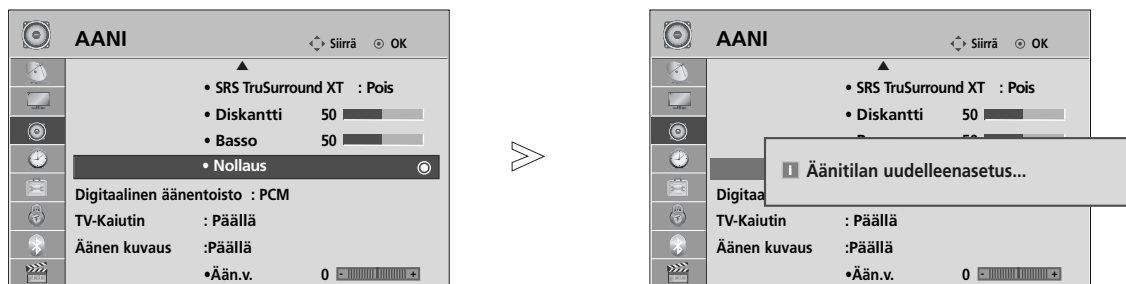 AANI Siirrä OK
• SRS TruSurround XT : Pois
• Diskantti 50
• Basso 50
• Nollaus
Digitaalinen äänentoisto : PCM
TV-Kaiutin : Päällä
Äänen kuvaus :Päällä
•Ään.v. 0 - +
AANI Siirrä OK
• SRS TruSurround XT : Pois
• Diskantti 50
Äänitilan uudelleenasetus...
Digitaa
TV-Kaiutin : Päällä
Äänen kuvaus :Päällä
•Ään.v. 0 - +